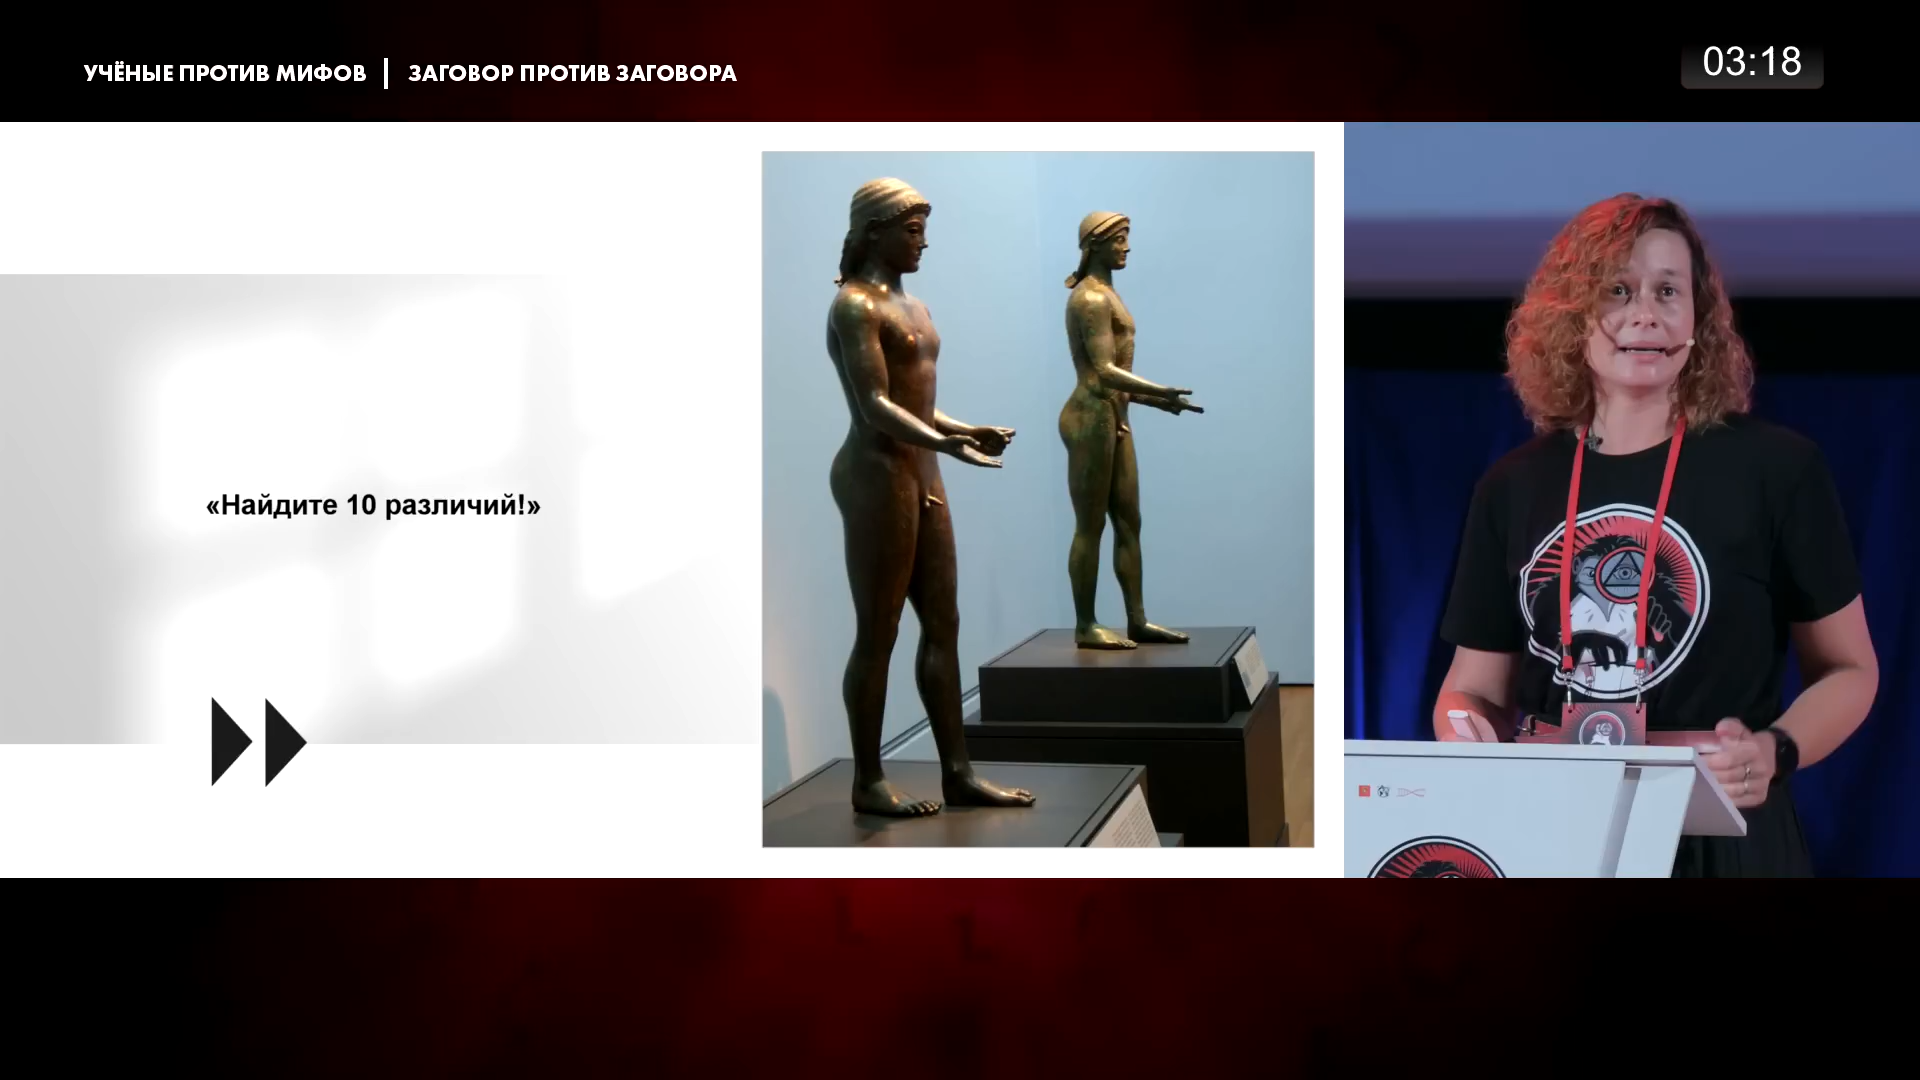 УЧЁНЫЕ ПРОТИВ МИФОВ | ЗАГОВОР ПРОТИВ ЗАГОВОРА
03:18
«Найдите 10 различий!»